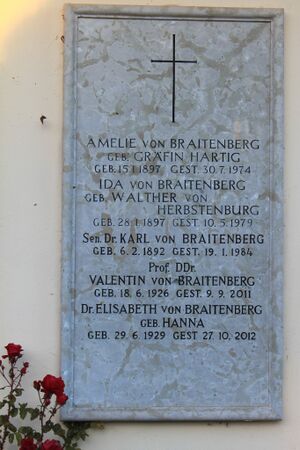 AMELIE VON BRAITENBERG
GEB. GRÄFIN HARTIG
GEB. 15.1.1897 GEST. 30.7.1974
IDA VON BRAITENBERG
GEB. WALTHER VON
HERBSTENBURG
GEB. 28.1.1897 GEST. 10.5.1979
Sen. Dr. KARL VON BRAITENBERG
GEB. 6.2.1892 GEST. 19.1.1984
Prof. DDr.
VALENTIN VON BRAITENBERG
GEB. 18.6.1926 GEST. 9.9.2011
Dr. ELISABETH VON BRAITENBERG
GEB. HANNA
GEB. 29.6.1929 GEST 27.10.2012